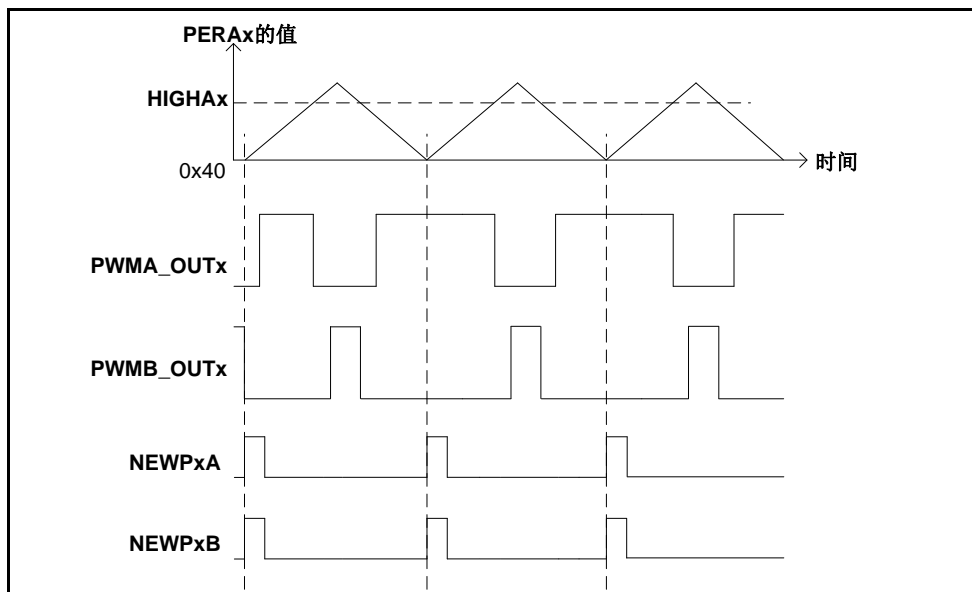 PERAx的值
HIGHAx
0x40
时间
PWMA_OUTx
PWMB_OUTx
NEWPxA
NEWPxB